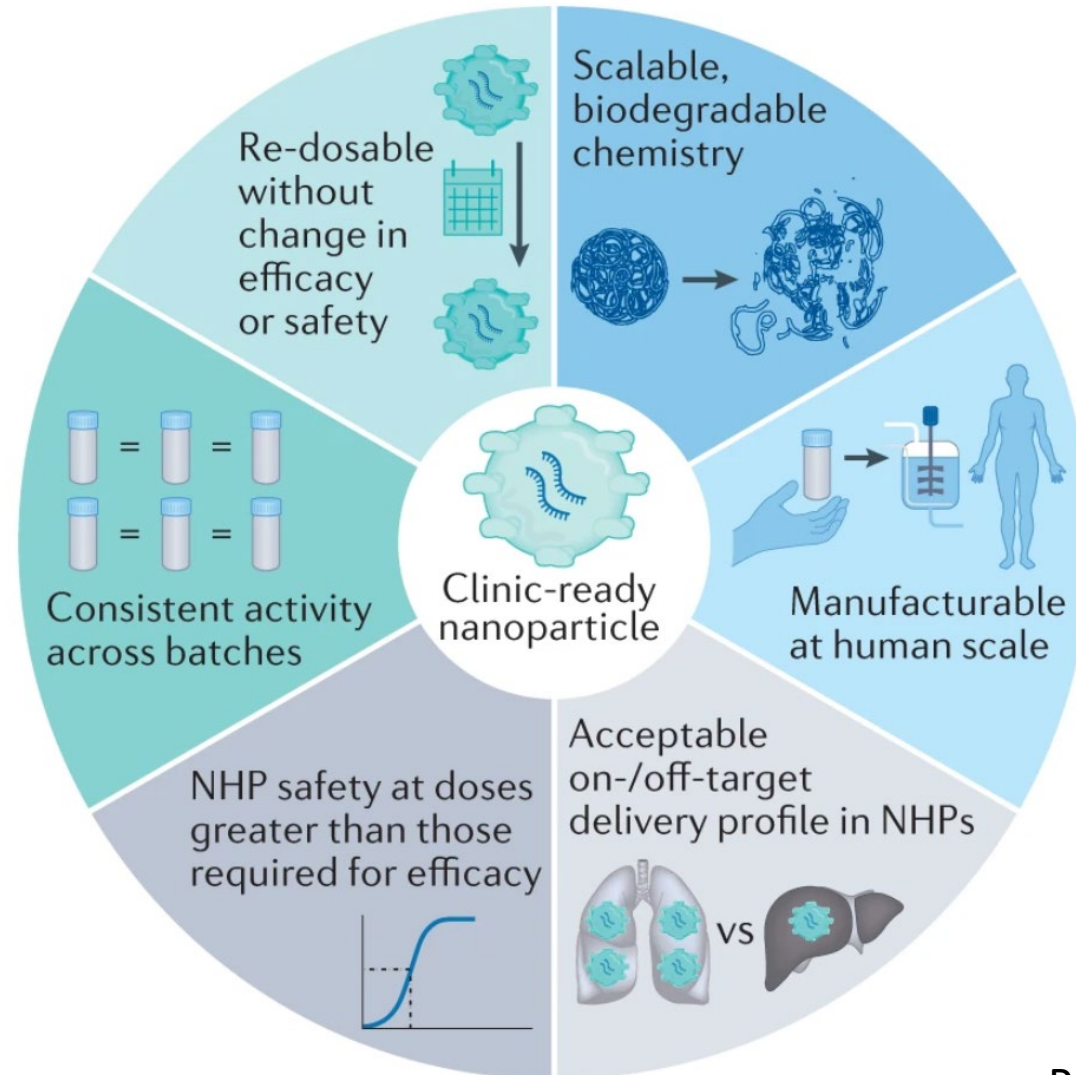 Scalable,
biodegradable
chemistry
Re-dosable
without
change in
efficacy
or safety
= =
= =
Consistent activity
across batches
Clinic-ready
nanoparticle
Manufacturable
at human scale
NHP safety at doses
greater than those
required for efficacy
Acceptable
on-/off-target
delivery profile in NHPs
vs